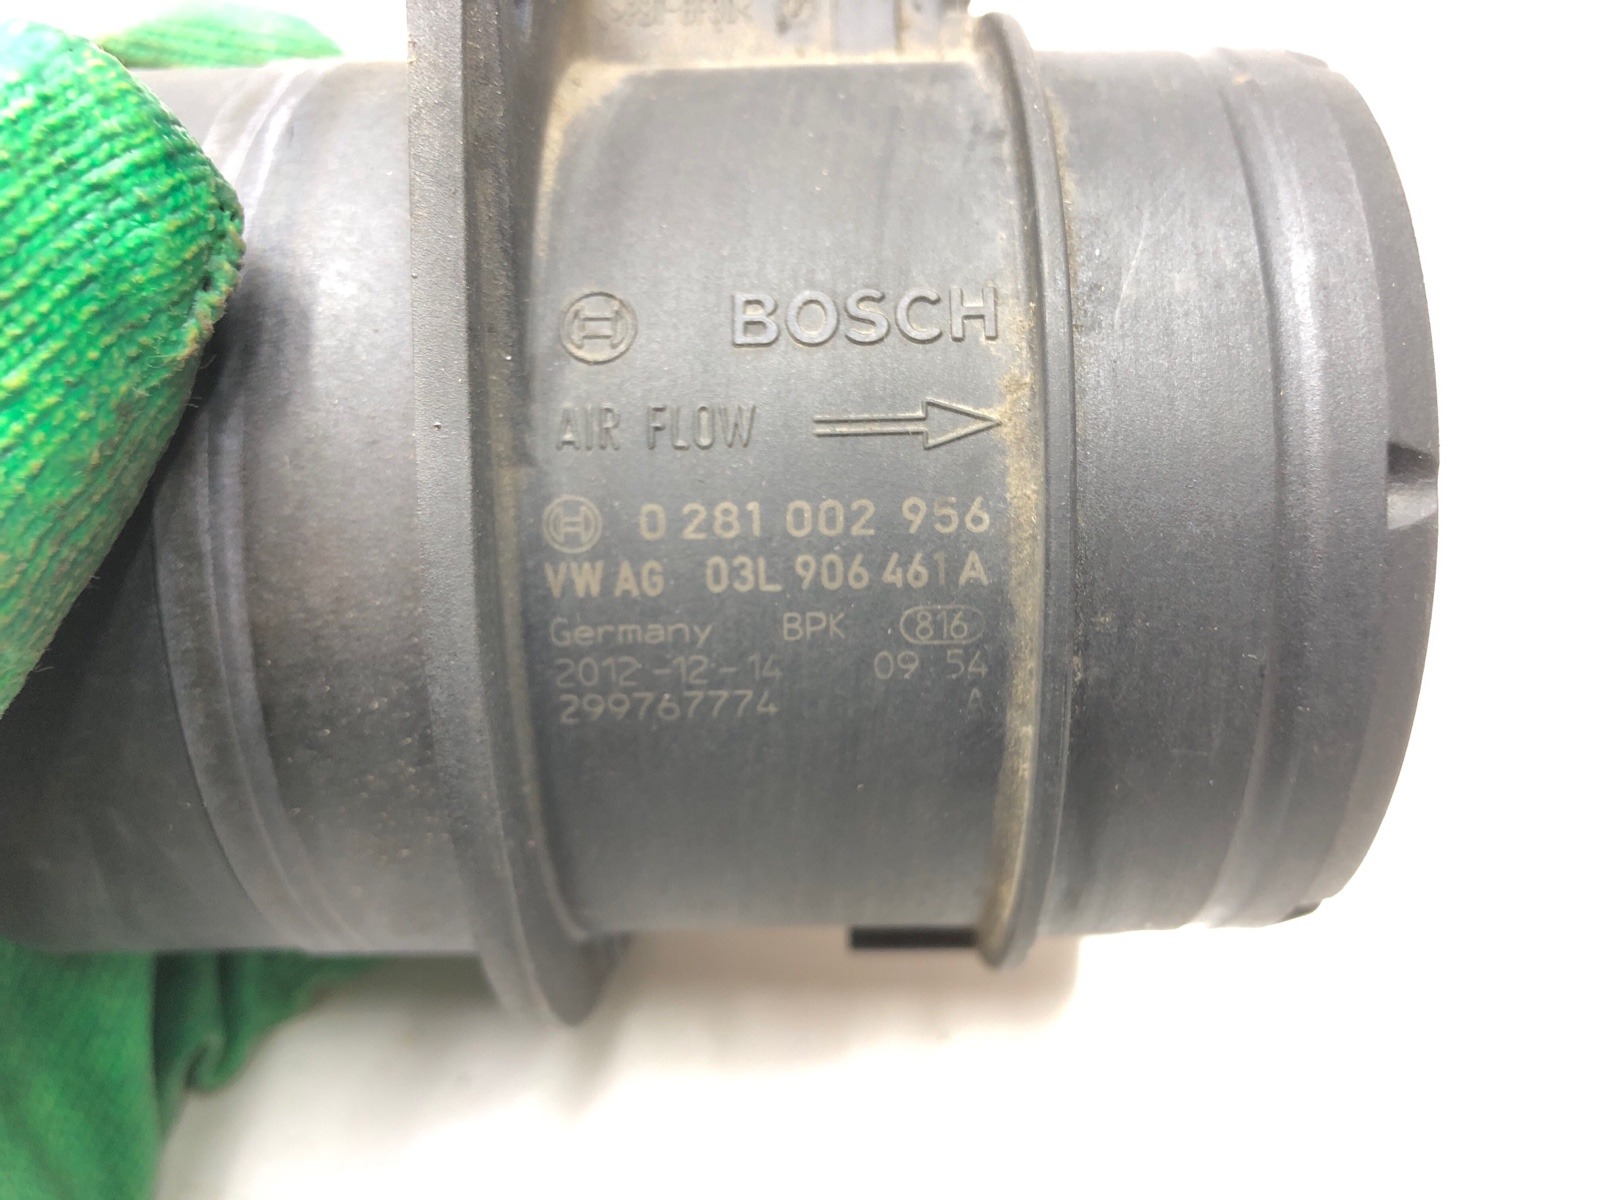 BOSCH
AIR FLOW
0 281 002 956
VW AG 03L 906 461 A
Germany BPK 816
2012-12-14 09 54
299767774 A